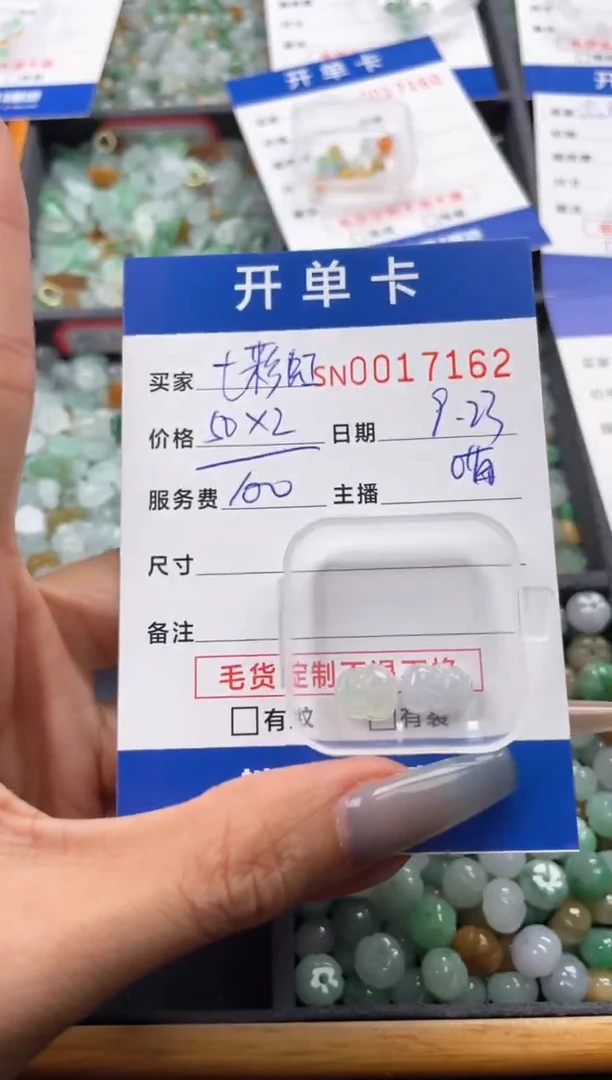 开单卡
开单卡
买家 七彩虹 SN0017162
价格 50×2 日期 9-23
服务费 100 主播 喵
尺寸
备注
毛货 定制不退不换
□有纹 □有裂